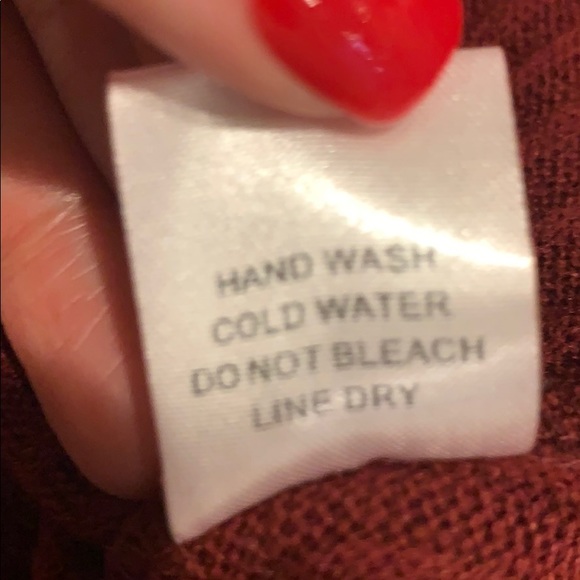 HAND WASH
COLD WATER
DO NOT BLEACH
LINE DRY